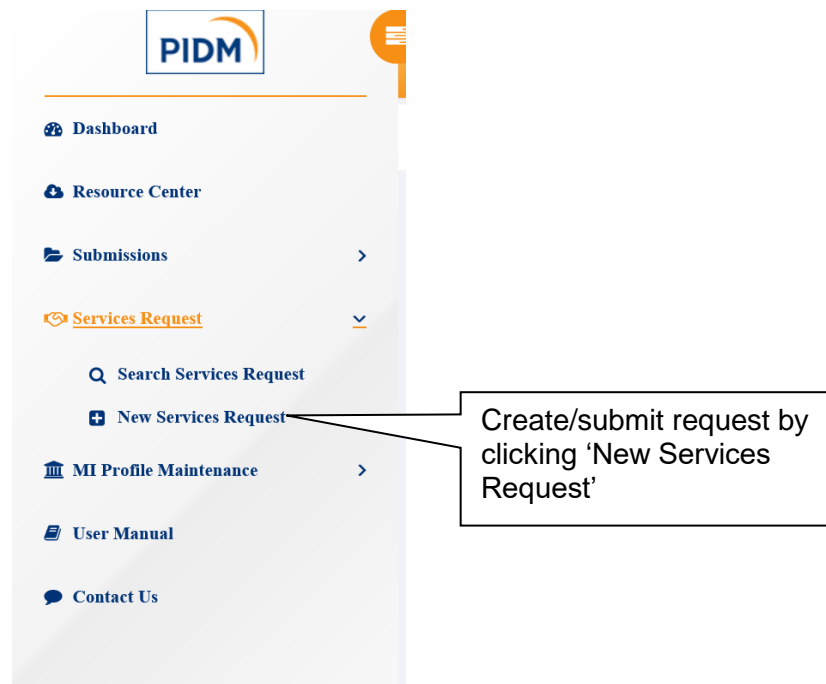 PIDM
Dashboard
Resource Center
Submissions
Services Request
Search Services Request
New Services Request
Create/submit request by
clicking ‘New Services
Request’
MI Profile Maintenance
User Manual
Contact Us